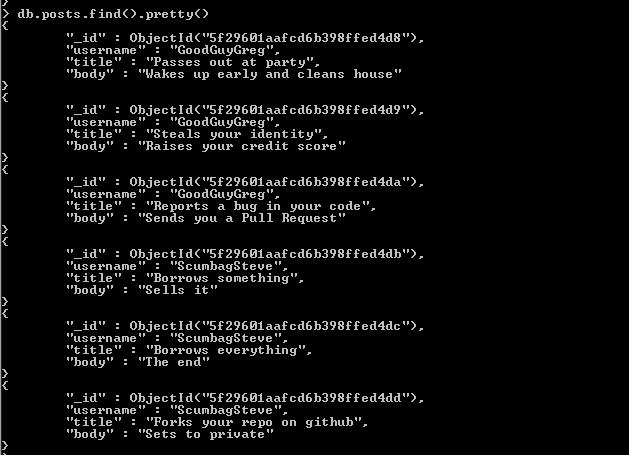 >
> db.posts.find().pretty()
{
"_id" : ObjectId("5f29601aafcd6b398ffed4d8"),
"username" : "GoodGuyGreg",
"title" : "Passes out at party",
"body" : "Wakes up early and cleans house"
}
{
"_id" : ObjectId("5f29601aafcd6b398ffed4d9"),
"username" : "GoodGuyGreg",
"title" : "Steals your identity",
"body" : "Raises your credit score"
}
{
"_id" : ObjectId("5f29601aafcd6b398ffed4da"),
"username" : "GoodGuyGreg",
"title" : "Reports a bug in your code",
"body" : "Sends you a Pull Request"
}
{
"_id" : ObjectId("5f29601aafcd6b398ffed4db"),
"username" : "ScumbagSteve",
"title" : "Borrows something",
"body" : "Sells it"
}
{
"_id" : ObjectId("5f29601aafcd6b398ffed4dc"),
"username" : "ScumbagSteve",
"title" : "Borrows everything",
"body" : "The end"
}
{
"_id" : ObjectId("5f29601aafcd6b398ffed4dd"),
"username" : "ScumbagSteve",
"title" : "Forks your repo on github",
"body" : "Sets to private"
}